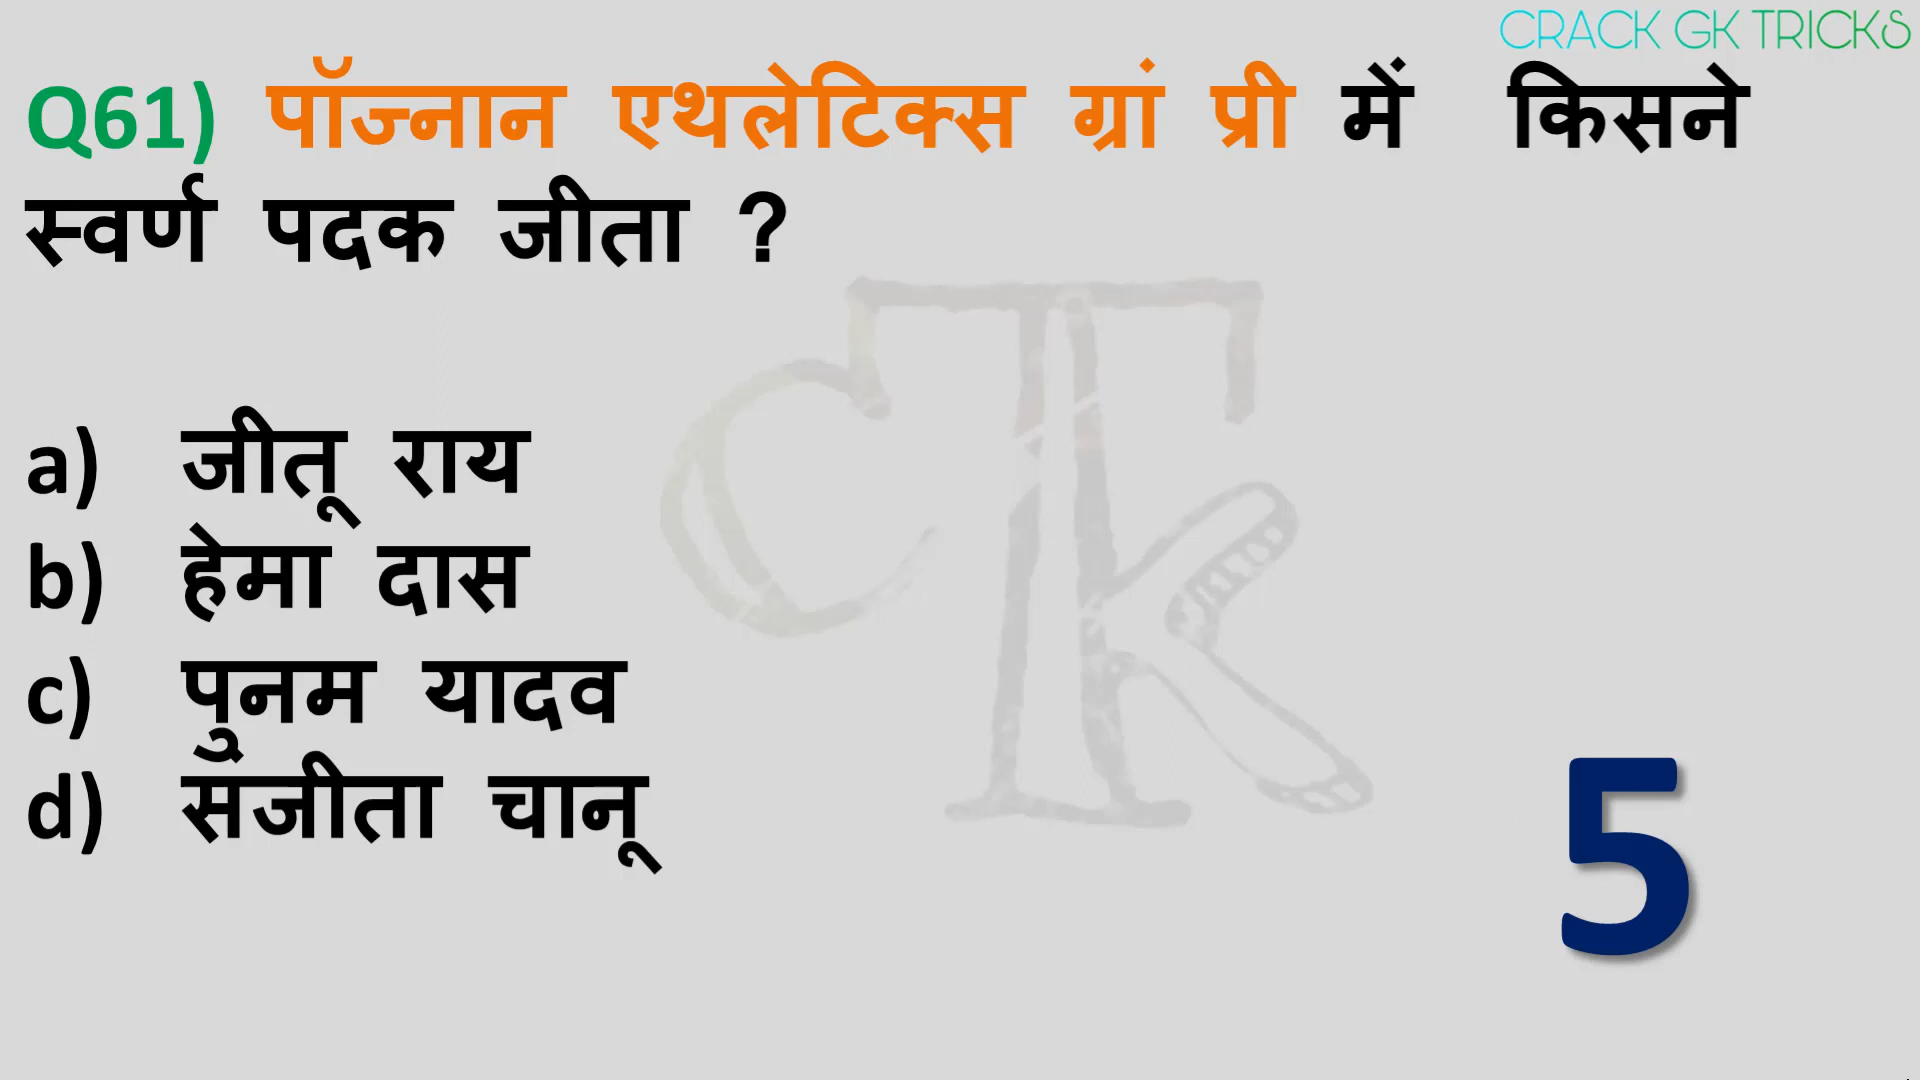 CRACK GK TRICKS
Q61) पॉज्नान एथलेटिक्स ग्रां प्री में किसने
स्वर्ण पदक जीता ?
a) जीतू राय
b) हेमा दास
c) पुनम यादव
d) संजीता चानू
5